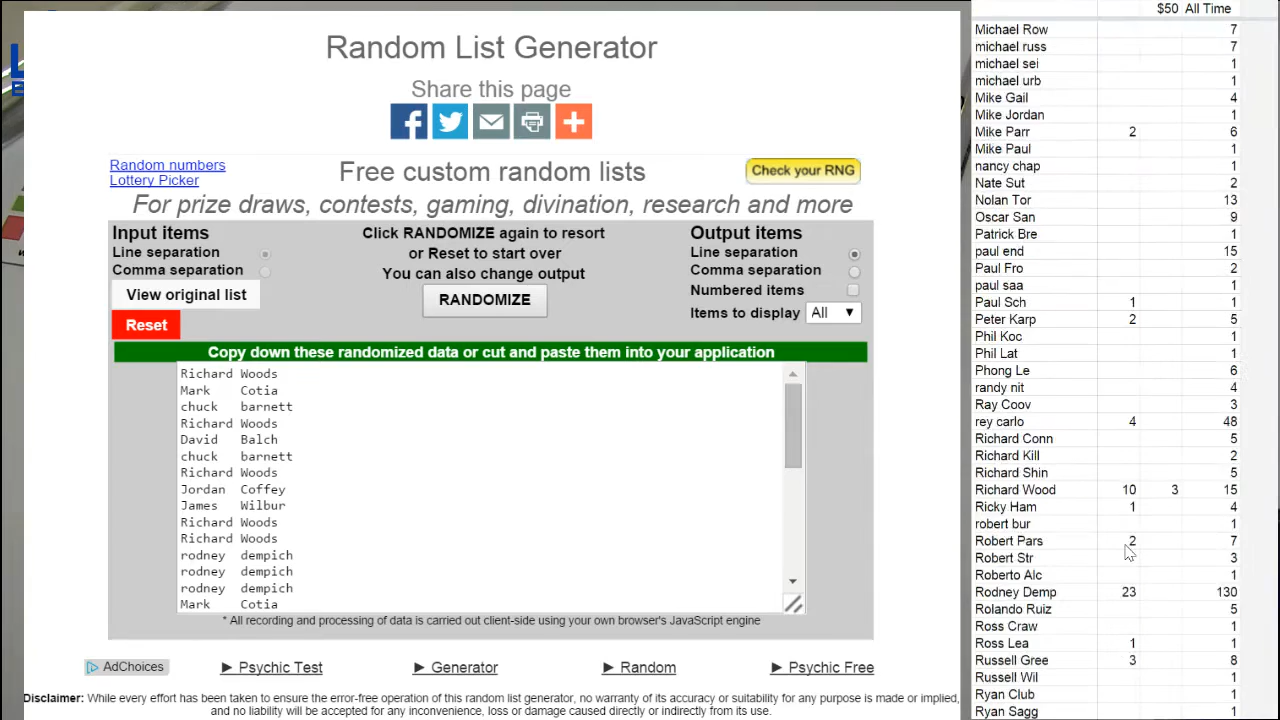 Random List Generator
Share this page
Random numbers
Lottery Picker
Free custom random lists
Check your RNG
For prize draws, contests, gaming, divination, research and more
Input items
Line separation
Comma separation
View original list
Reset
Click RANDOMIZE again to resort
or Reset to start over
You can also change output
RANDOMIZE
Output items
Line separation
Comma separation
Numbered items
Items to display All
Copy down these randomized data or cut and paste them into your application
Richard Woods
Mark Cotia
chuck barnett
Richard Woods
David Balch
chuck barnett
Richard Woods
Jordan Coffey
James Wilbur
Richard Woods
Richard Woods
rodney dempich
rodney dempich
rodney dempich
Mark Cotia
* All recording and processing of data is carried out client-side using your own browser's JavaScript engine
AdChoices
► Psychic Test
► Generator
► Random
► Psychic Free
Disclaimer: While every effort has been taken to ensure the error-free operation of this random list generator, no warranty of its accuracy or suitability for any purpose is made or implied,
and no liability will be accepted for any inconvenience, loss or damage caused directly or indirectly from its use.
$50 All Time
Michael Row 7
michael russ 7
michael sei 1
michael urb 1
Mike Gail 4
Mike Jordan 1
Mike Parr 2 6
Mike Paul 1
nancy chap 1
Nate Sut 2
Nolan Tor 13
Oscar San 9
Patrick Bre 1
paul end 15
Paul Fro 2
paul saa 1
Paul Sch 1 1
Peter Karp 2 5
Phil Koc 1
Phil Lat 1
Phong Le 6
randy nit 4
Ray Coov 3
rey carlo 4 48
Richard Conn 5
Richard Kill 2
Richard Shin 5
Richard Wood 10 3 15
Ricky Ham 1 4
robert bur 1
Robert Pars 2 7
Robert Str 3
Roberto Alc 1
Rodney Demp 23 130
Rolando Ruiz 5
Ross Craw 1
Ross Lea 1 1
Russell Gree 3 8
Russell Wil 1
Ryan Club 1
Ryan Sagg 1